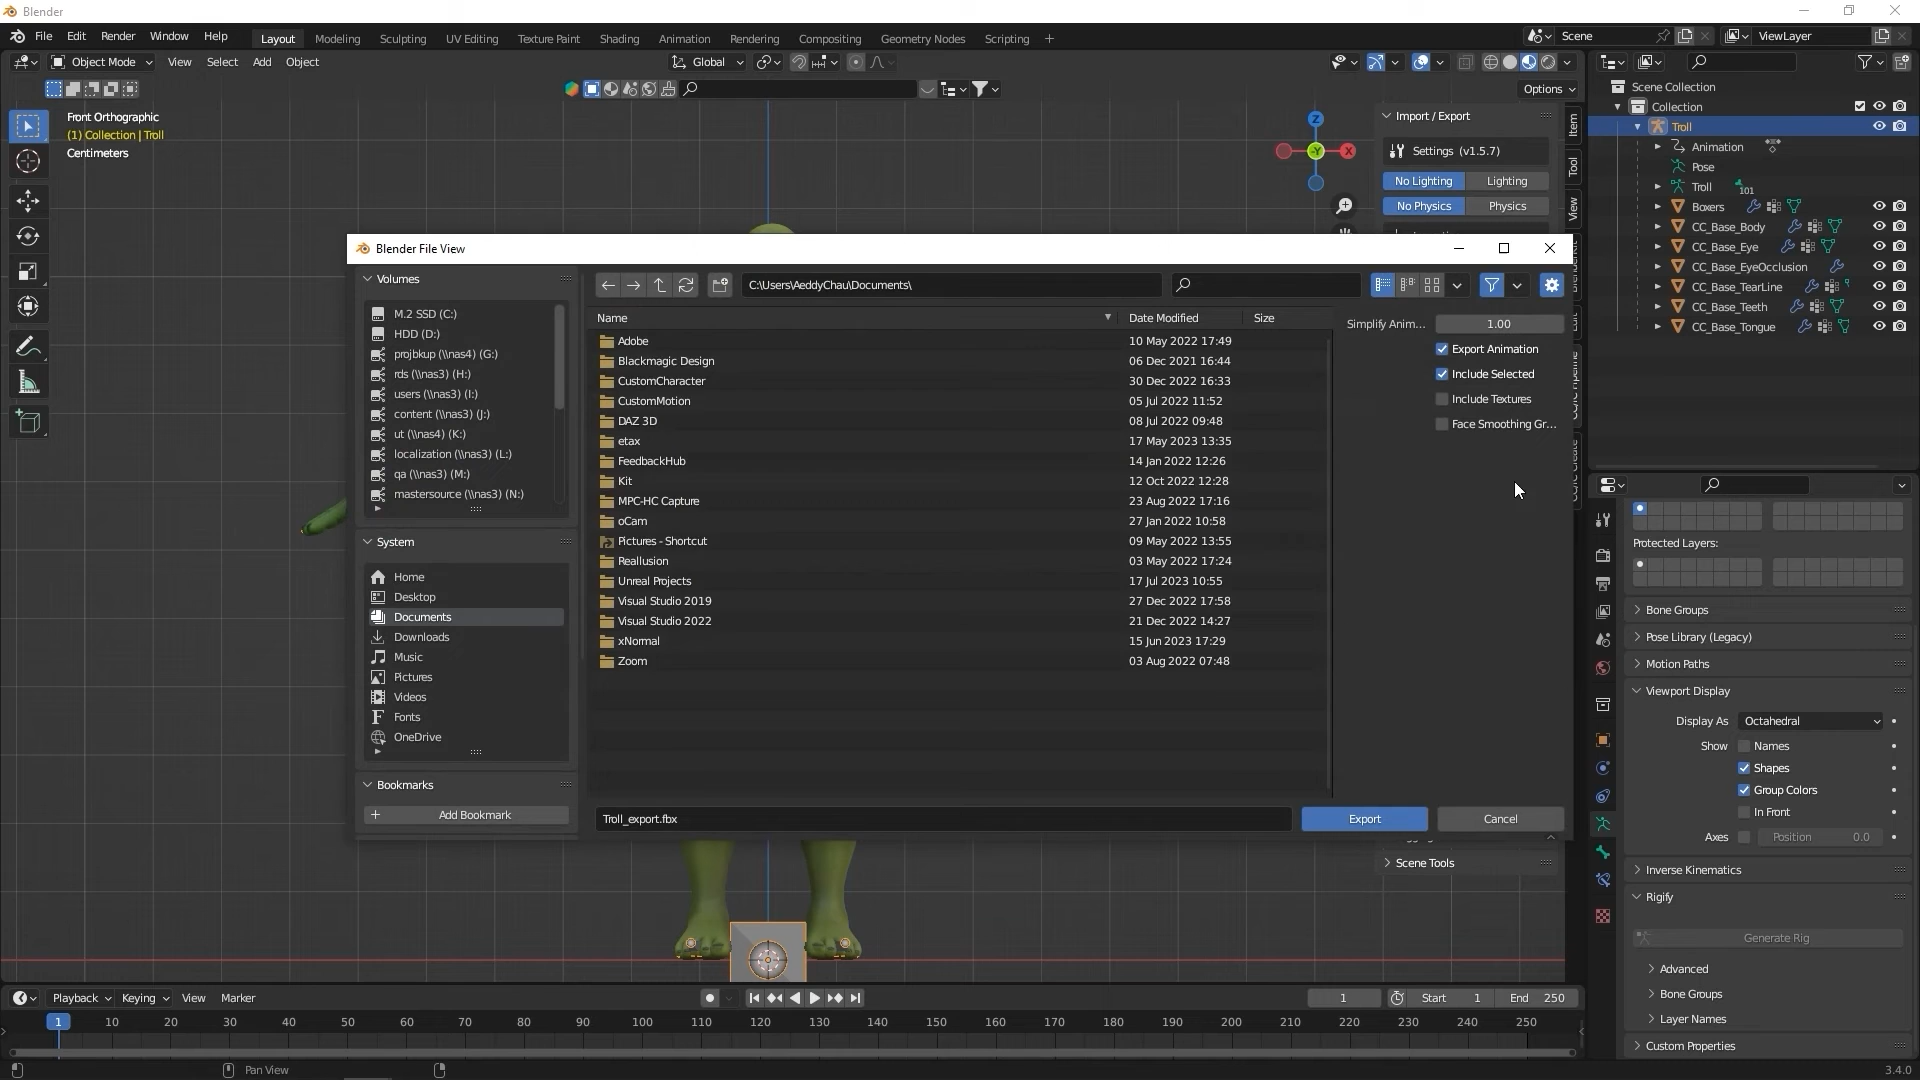 Blender
File Edit Render Window Help Layout Modeling Sculpting UV Editing Texture Paint Shading Animation Rendering Compositing Geometry Nodes Scripting + Scene ViewLayer
Object Mode View Select Add Object Global
Options
Front Orthographic
(1) Collection | Troll
Centimeters
Z
-Y
X
Import / Export
Settings (v1.5.7)
No Lighting Lighting
No Physics Physics
Item
Tool
View
Scene Collection
Collection
Troll
Animation
Pose
Troll 101
Boxers
CC_Base_Body
CC_Base_Eye
CC_Base_EyeOcclusion
CC_Base_TearLine
CC_Base_Teeth
CC_Base_Tongue
Blender File View
Volumes
M.2 SSD (C:)
HDD (D:)
projbkup (\\nas4) (G:)
rds (\\nas3) (H:)
users (\\nas3) (I:)
content (\\nas3) (J:)
ut (\\nas4) (K:)
localization (\\nas3) (L:)
qa (\\nas3) (M:)
mastersource (\\nas3) (N:)
System
Home
Desktop
Documents
Downloads
Music
Pictures
Videos
Fonts
OneDrive
Bookmarks
Add Bookmark
C:\Users\AeddyChau\Documents\
Name Date Modified Size
Adobe 10 May 2022 17:49
Blackmagic Design 06 Dec 2021 16:44
CustomCharacter 30 Dec 2022 16:33
CustomMotion 05 Jul 2022 11:52
DAZ 3D 08 Jul 2022 09:48
etax 17 May 2023 13:35
FeedbackHub 14 Jan 2022 12:26
Kit 12 Oct 2022 12:28
MPC-HC Capture 23 Aug 2022 17:16
oCam 27 Jan 2022 10:58
Pictures - Shortcut 09 May 2022 13:55
Reallusion 03 May 2022 17:24
Unreal Projects 17 Jul 2023 10:55
Visual Studio 2019 27 Dec 2022 17:58
Visual Studio 2022 21 Dec 2022 14:27
xNormal 15 Jun 2023 17:29
Zoom 03 Aug 2022 07:48
Simplify Anim... 1.00
Export Animation
Include Selected
Include Textures
Face Smoothing Gr...
Troll_export.fbx Export Cancel
Scene Tools
Protected Layers:
Bone Groups
Pose Library (Legacy)
Motion Paths
Viewport Display
Display As Octahedral
Show Names
Shapes
Group Colors
In Front
Axes Position 0.0
Inverse Kinematics
Rigify
Generate Rig
Advanced
Bone Groups
Layer Names
Custom Properties
Playback Keying View Marker 1 Start 1 End 250
1 10 20 30 40 50 60 70 80 90 100 110 120 130 140 150 160 170 180 190 200 210 220 230 240 250
Pan View 3.4.0